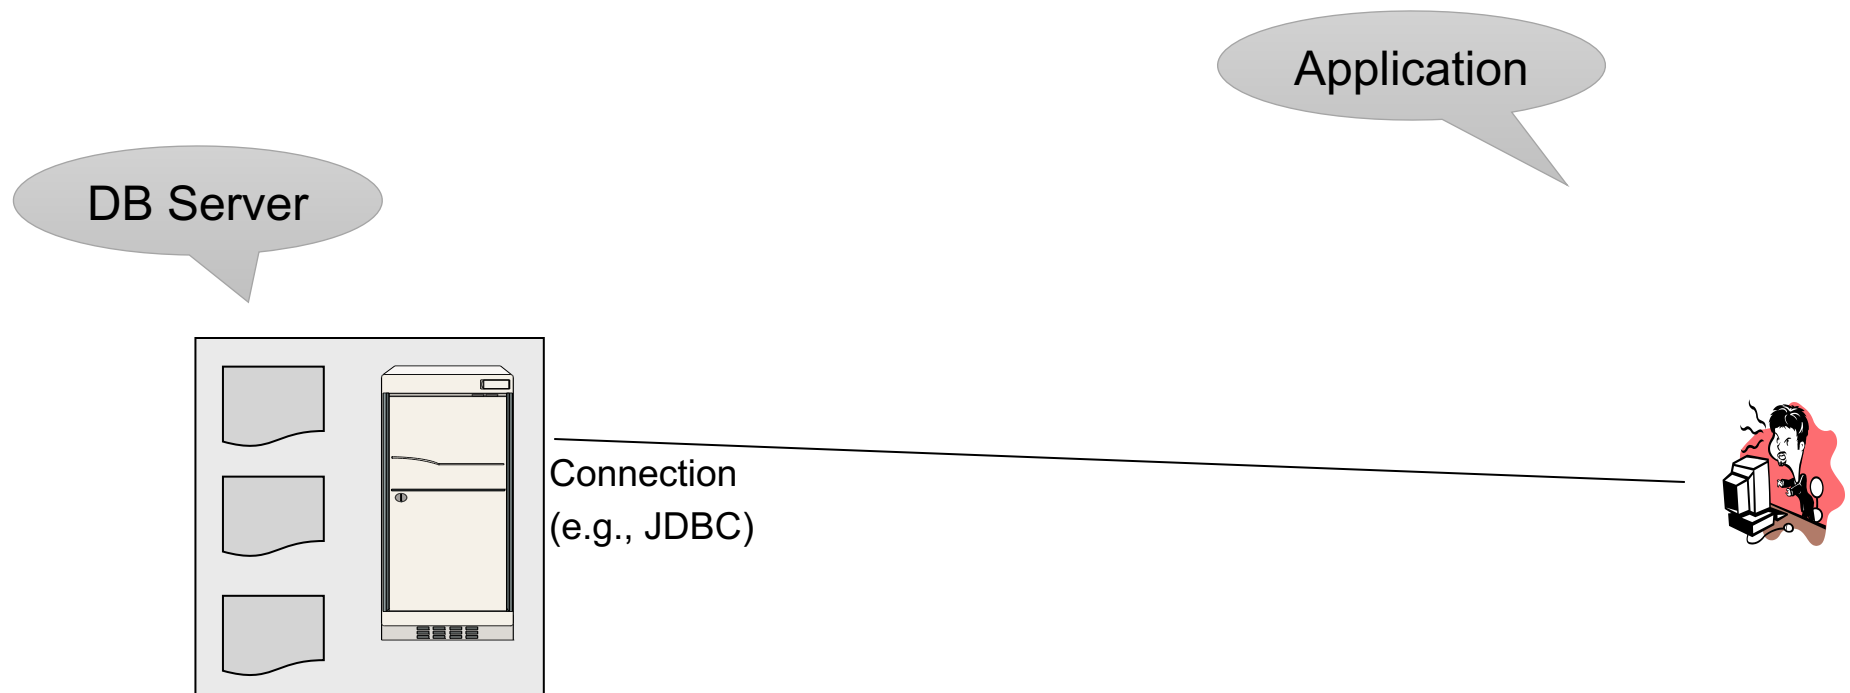 Application
DB Server
Connection
(e.g., JDBC)